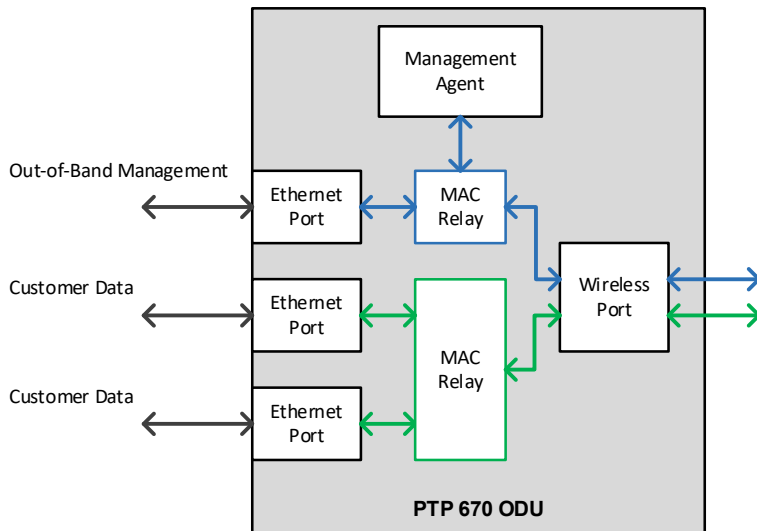 Management
Agent
Out-of-Band Management
Ethernet
Port
MAC
Relay
Customer Data
Ethernet
Port
Wireless
Port
MAC
Relay
Customer Data
Ethernet
Port
PTP 670 ODU